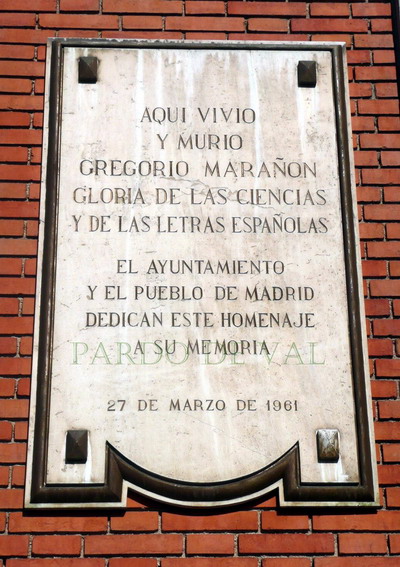 AQUI VIVIO
Y MURIO
GREGORIO MARAÑON
GLORIA DE LAS CIENCIAS
Y DE LAS LETRAS ESPAÑOLAS
EL AYUNTAMIENTO
Y EL PUEBLO DE MADRID
DEDICAN ESTE HOMENAJE
A SU MEMORIA
PARDO DE VAL
27 DE MARZO DE 1961